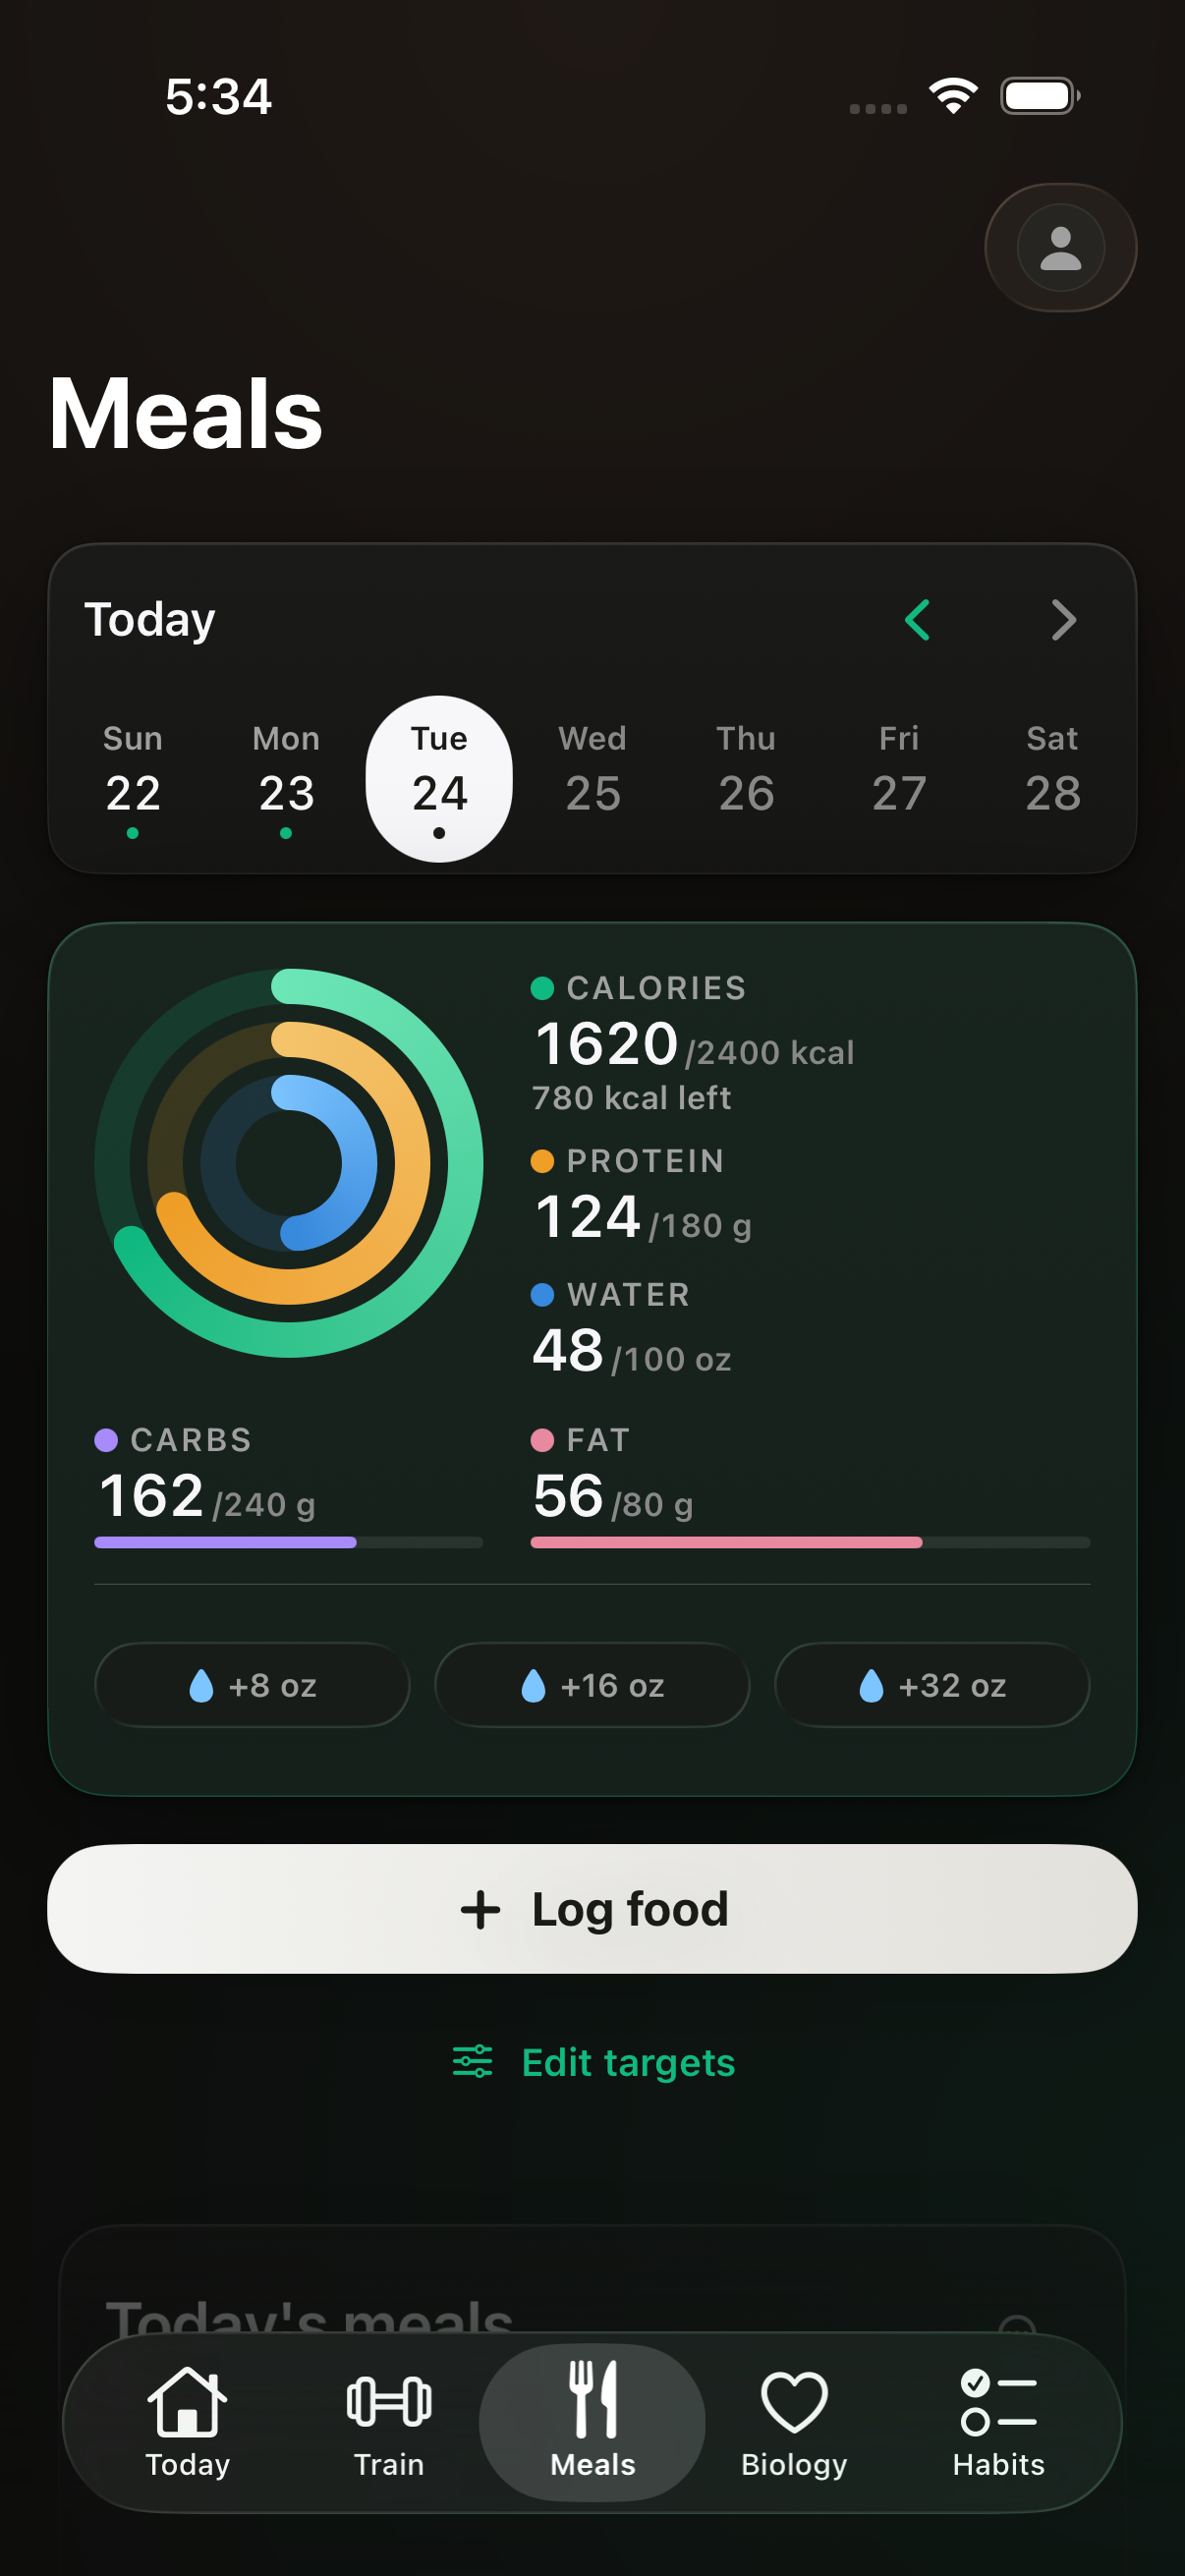 5:34
Meals
Today
Sun Mon Tue Wed Thu Fri Sat
22 23 24 25 26 27 28
CALORIES
1620/2400 kcal
780 kcal left
PROTEIN
124/180 g
WATER
48/100 oz
CARBS
162/240 g
FAT
56/80 g
+8 oz +16 oz +32 oz
+ Log food
Edit targets
Today's meals
Today Train Meals Biology Habits